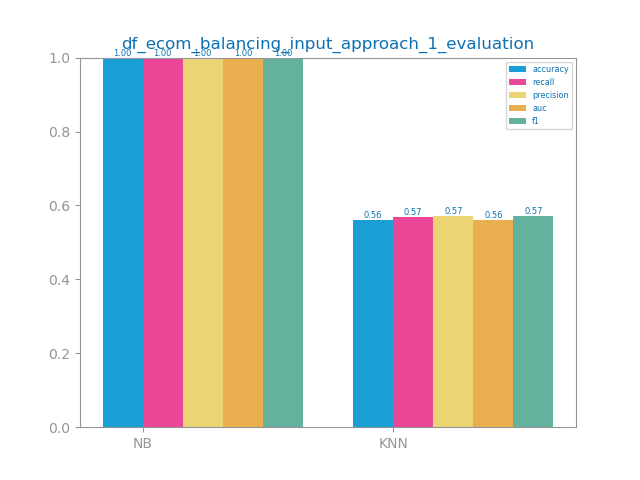 df_ecom_balancing_input_approach_1_evaluation
1.00 1.00 1.00 1.00 1.00
1.0
accuracy
recall
precision
auc
f1
0.8
0.6
0.56 0.57 0.57 0.56 0.57
0.4
0.2
0.0
NB KNN